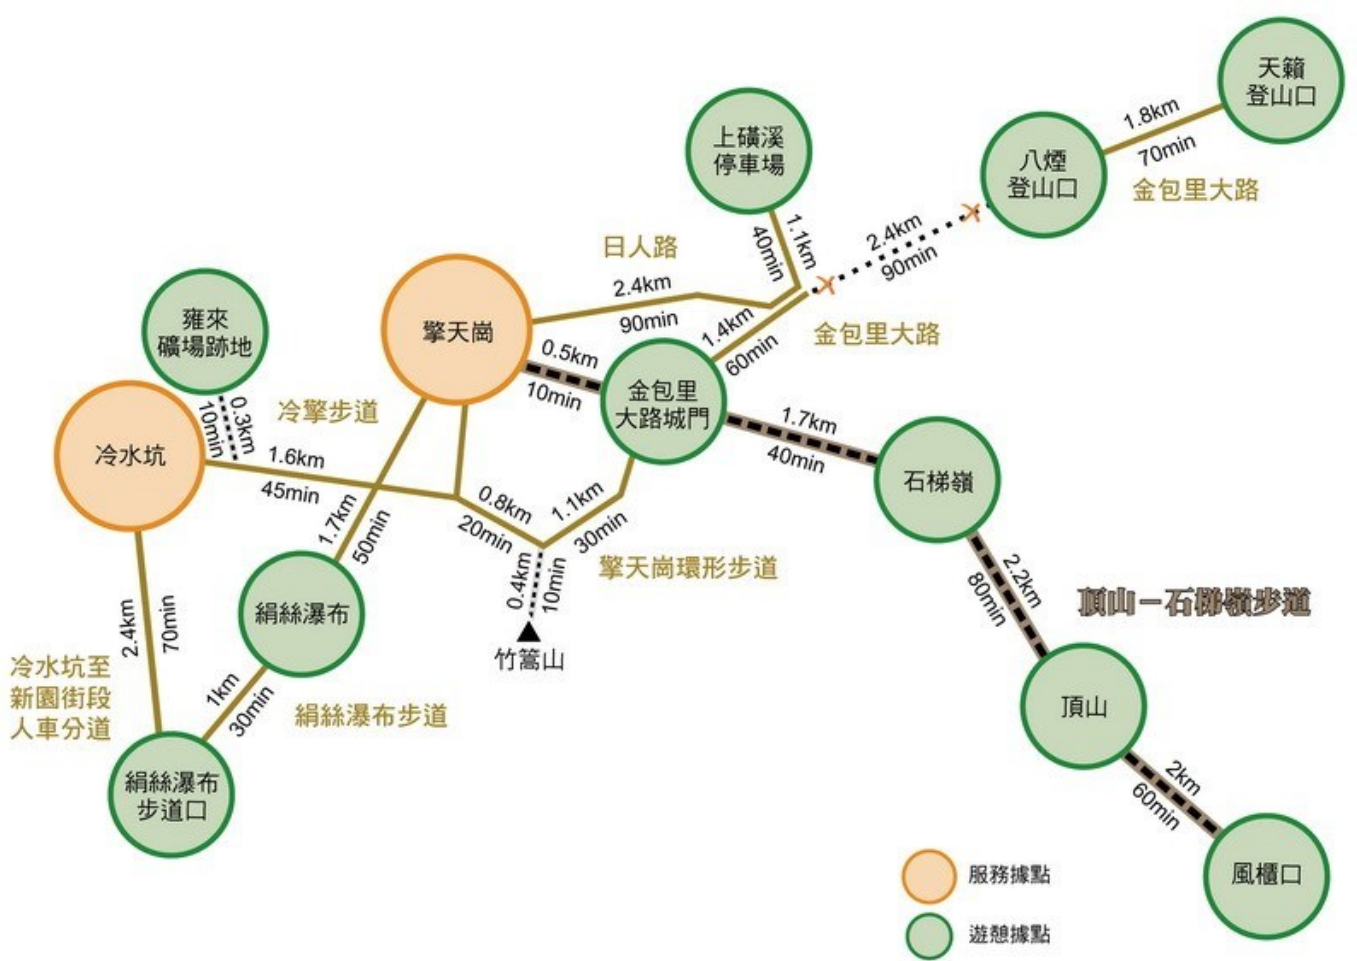 天籟
登山口
1.8km
70min
金包里大路
八煙
登山口
上磺溪
停車場
1.1km
40min
2.4km
90min
日人路
2.4km
90min
1.4km
60min
金包里大路
雍來
礦場跡地
擎天崗
0.5km
10min
金包里
大路城門
1.7km
40min
石梯嶺
冷水坑
0.3km
10min
冷擎步道
1.6km
45min
0.8km
20min
1.1km
30min
擎天崗環形步道
0.4km
10min
竹篙山
1.7km
50min
絹絲瀑布
2.2km
80min
頂山－石梯嶺步道
頂山
2.4km
70min
冷水坑至
新園街段
人車分道
1km
30min
絹絲瀑布步道
絹絲瀑布
步道口
2km
60min
風櫃口
服務據點
遊憩據點